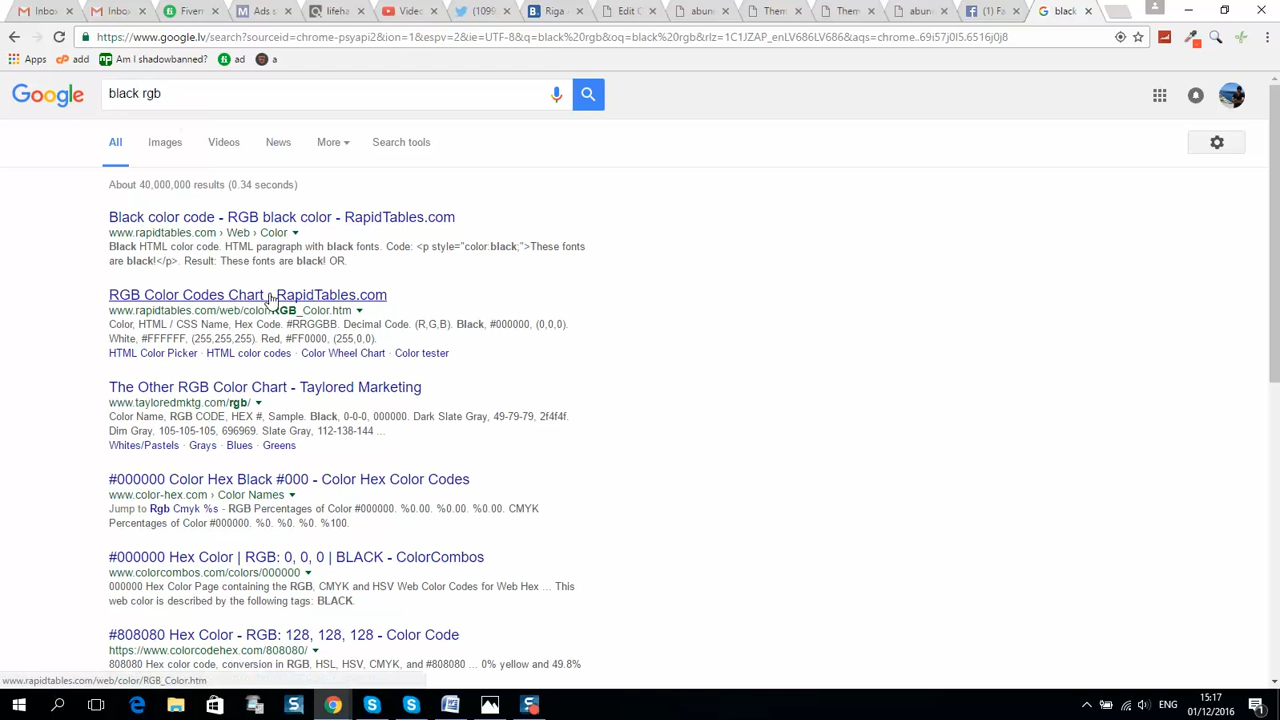 Inbox
Inbox
Fiverr
Ads s
lifeha
Video
(1099
Riga
Edit C
abund
Them
Them
abund
(1) Fa
black
https://www.google.lv/search?sourceid=chrome-psyapi2&ion=1&espv=2&ie=UTF-8&q=black%20rgb&oq=black%20rgb&rlz=1C1JZAP_enLV686LV686&aqs=chrome..69i57j0l5.6516j0j8
Apps
add
Am I shadowbanned?
ad
a
Google
black rgb
All Images Videos News More Search tools
About 40,000,000 results (0.34 seconds)
Black color code - RGB black color - RapidTables.com
www.rapidtables.com › Web › Color
Black HTML color code. HTML paragraph with black fonts. Code: <p style="color:black;">These fonts
are black!</p>. Result: These fonts are black! OR.
RGB Color Codes Chart - RapidTables.com
www.rapidtables.com/web/color/RGB_Color.htm
Color, HTML / CSS Name, Hex Code. #RRGGBB. Decimal Code. (R,G,B). Black, #000000, (0,0,0).
White, #FFFFFF, (255,255,255). Red, #FF0000, (255,0,0).
HTML Color Picker · HTML color codes · Color Wheel Chart · Color tester
The Other RGB Color Chart - Taylored Marketing
www.tayloredmktg.com/rgb/
Color Name, RGB CODE, HEX #, Sample. Black, 0-0-0, 000000. Dark Slate Gray, 49-79-79, 2f4f4f.
Dim Gray, 105-105-105, 696969. Slate Gray, 112-138-144 ...
Whites/Pastels · Grays · Blues · Greens
#000000 Color Hex Black #000 - Color Hex Color Codes
www.color-hex.com › Color Names
Jump to Rgb Cmyk %s - RGB Percentages of Color #000000. %0.00. %0.00. %0.00. CMYK
Percentages of Color #000000. %0. %0. %0. %100.
#000000 Hex Color | RGB: 0, 0, 0 | BLACK - ColorCombos
www.colorcombos.com/colors/000000
000000 Hex Color Page containing the RGB, CMYK and HSV Web Color Codes for Web Hex ... This
web color is described by the following tags: BLACK.
#808080 Hex Color - RGB: 128, 128, 128 - Color Code
https://www.colorcodehex.com/808080/
808080 Hex color code, conversion in RGB, HSL, HSV, CMYK, and #808080 ... 0% yellow and 49.8%
www.rapidtables.com/web/color/RGB_Color.htm
ENG
15:17
01/12/2016
1